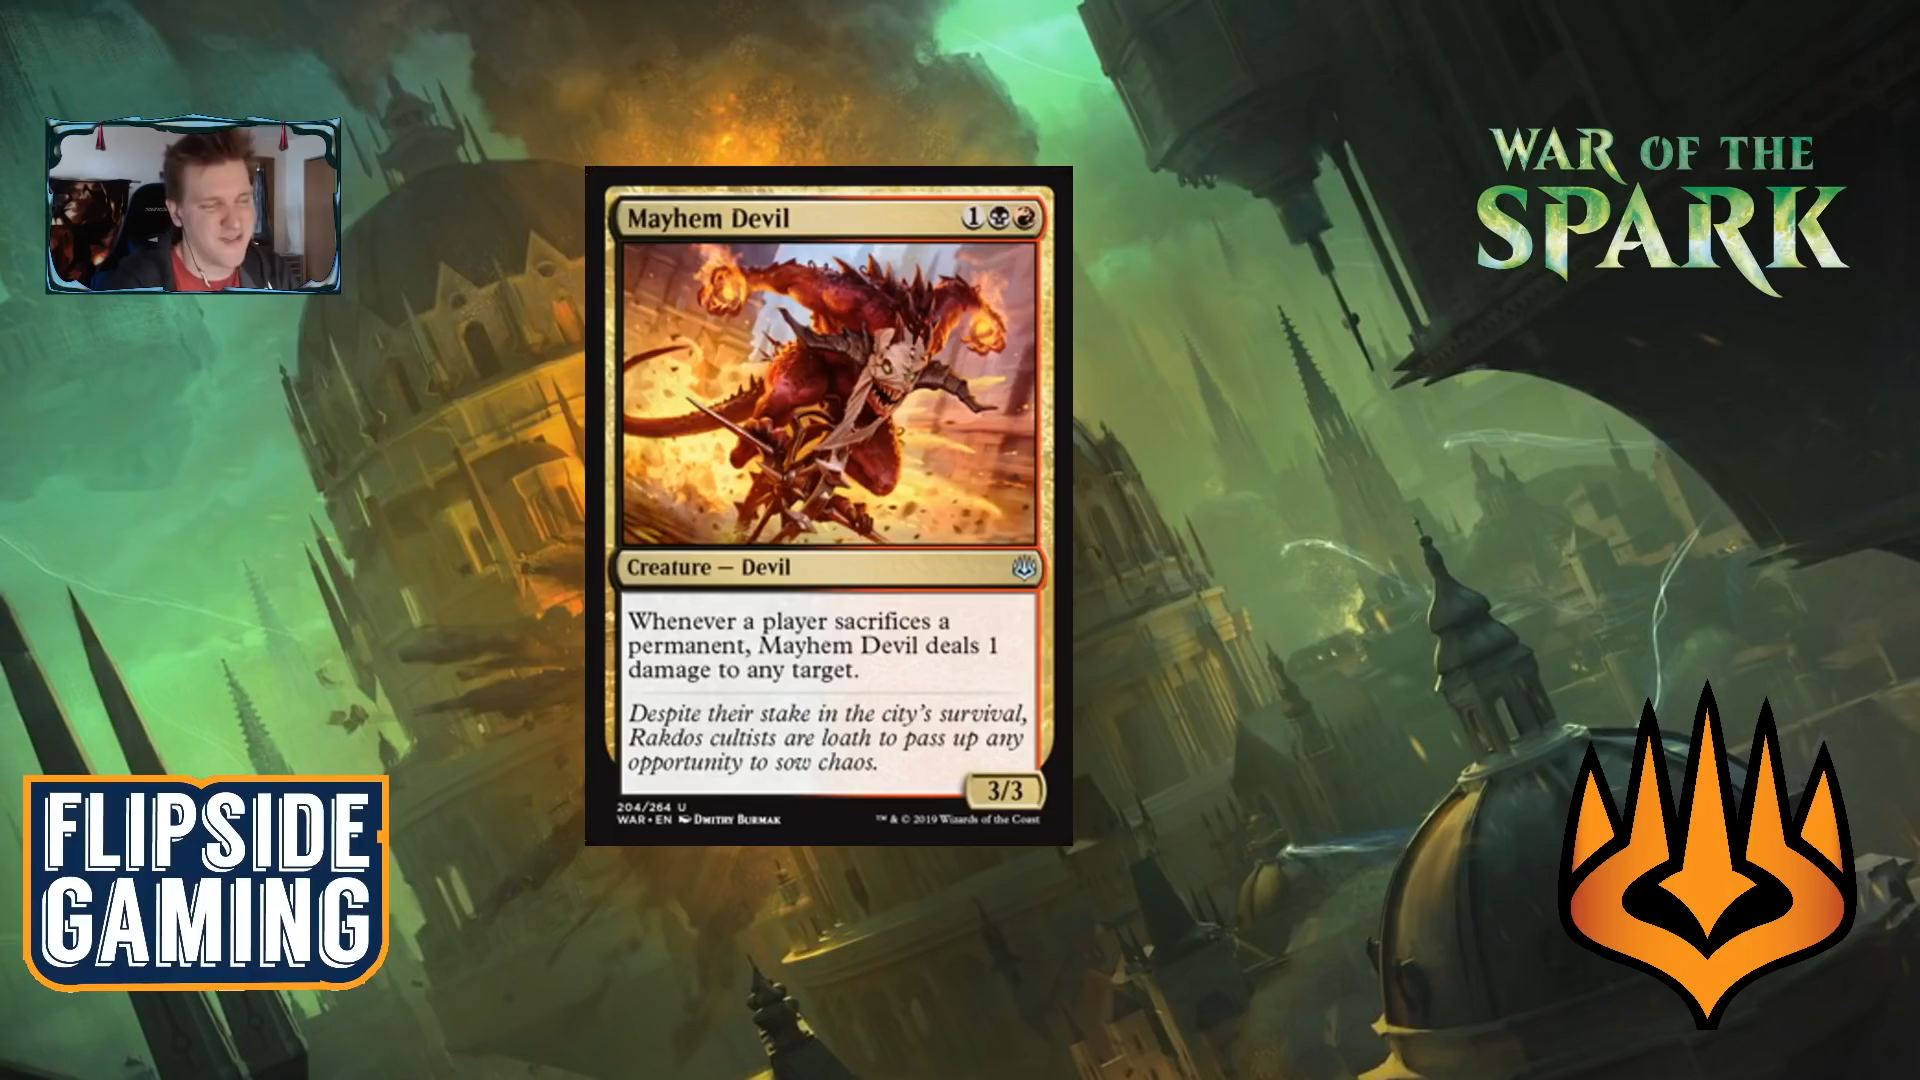 WAR OF THE
SPARK
Mayhem Devil 1
Creature — Devil
Whenever a player sacrifices a
permanent, Mayhem Devil deals 1
damage to any target.
Despite their stake in the city's survival,
Rakdos cultists are loath to pass up any
opportunity to sow chaos.
3/3
204/264 U
WAR • EN DMITRY BURMAK
™ & © 2019 Wizards of the Coast
FLIPSIDE
GAMING